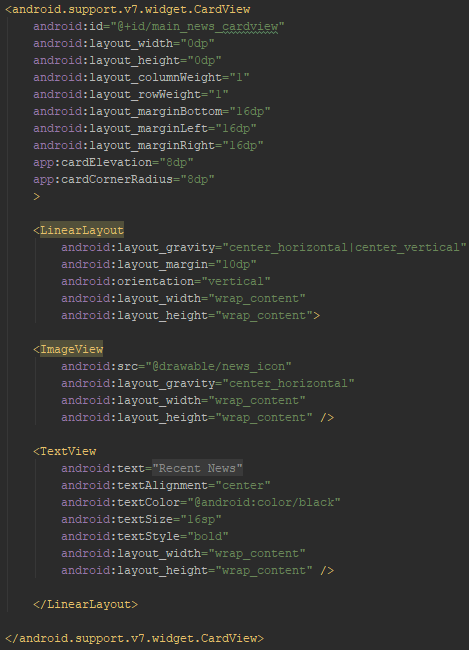 <android.support.v7.widget.CardView
android:id="@+id/main_news_cardview"
android:layout_width="0dp"
android:layout_height="0dp"
android:layout_columnWeight="1"
android:layout_rowWeight="1"
android:layout_marginBottom="16dp"
android:layout_marginLeft="16dp"
android:layout_marginRight="16dp"
app:cardElevation="8dp"
app:cardCornerRadius="8dp"
>
<LinearLayout
android:layout_gravity="center_horizontal|center_vertical"
android:layout_margin="10dp"
android:orientation="vertical"
android:layout_width="wrap_content"
android:layout_height="wrap_content">
<ImageView
android:src="@drawable/news_icon"
android:layout_gravity="center_horizontal"
android:layout_width="wrap_content"
android:layout_height="wrap_content" />
<TextView
android:text="Recent News"
android:textAlignment="center"
android:textColor="@android:color/black"
android:textSize="16sp"
android:textStyle="bold"
android:layout_width="wrap_content"
android:layout_height="wrap_content" />
</LinearLayout>
</android.support.v7.widget.CardView>